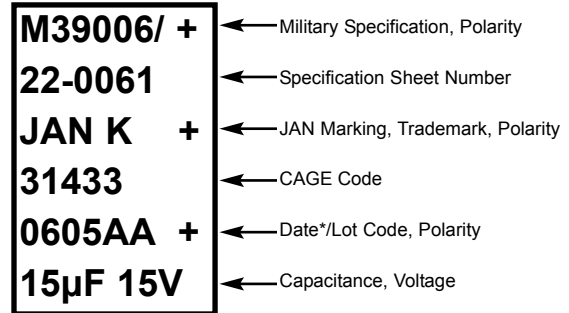 M39006/ + Military Specification, Polarity
22-0061 Specification Sheet Number
JAN K + JAN Marking, Trademark, Polarity
31433 CAGE Code
0605AA + Date*/Lot Code, Polarity
15µF 15V Capacitance, Voltage